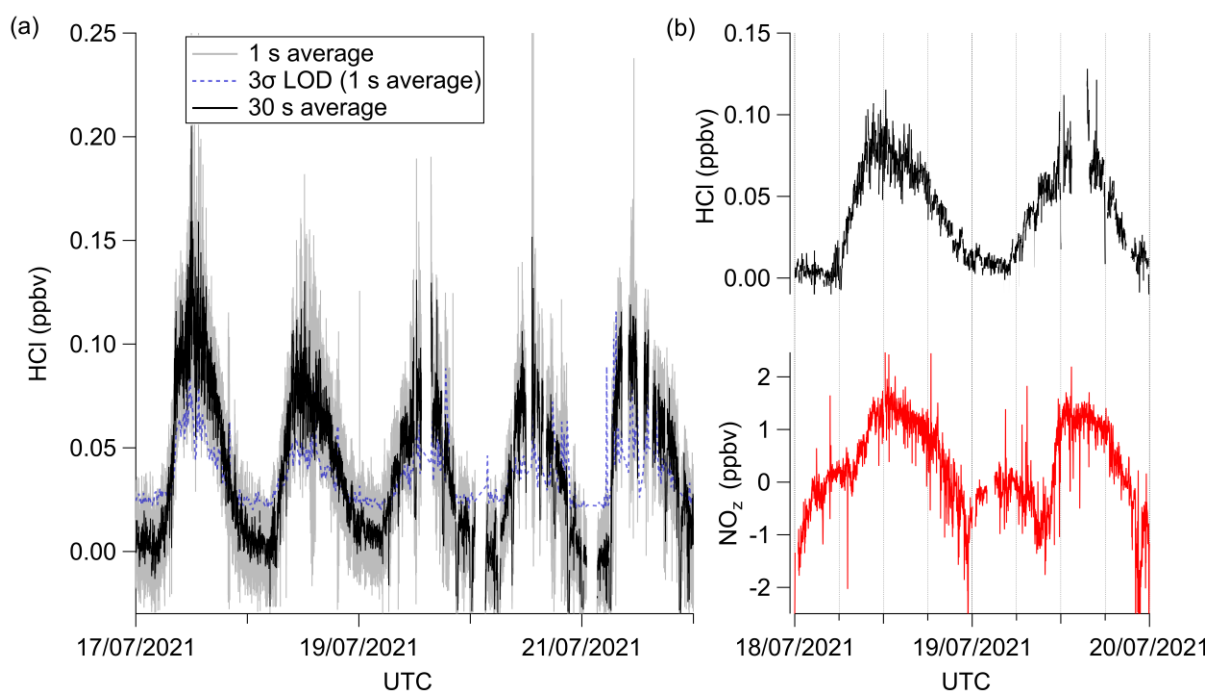 (a)
0.25
0.20
0.15
0.10
0.05
0.00
HCl (ppbv)
1 s average
3σ LOD (1 s average)
30 s average
17/07/2021
19/07/2021
21/07/2021
UTC
(b)
0.15
0.10
0.05
0.00
HCl (ppbv)
2
1
0
-1
-2
NOz (ppbv)
18/07/2021
19/07/2021
20/07/2021
UTC